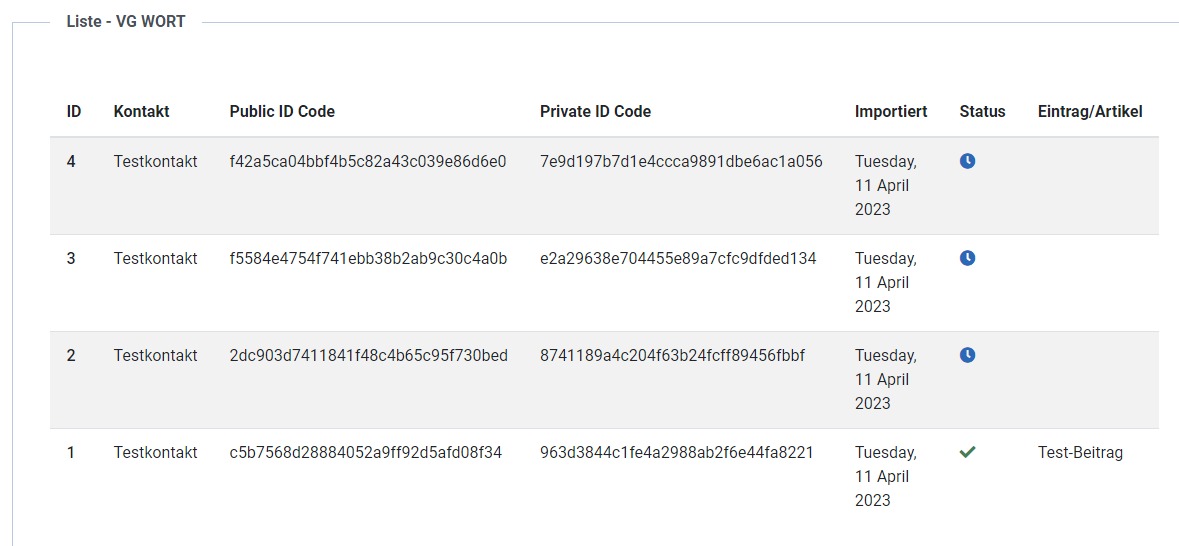 Liste - VG WORT
ID Kontakt Public ID Code Private ID Code Importiert Status Eintrag/Artikel
4 Testkontakt f42a5ca04bbf4b5c82a43c039e86d6e0 7e9d197b7d1e4ccca9891dbe6ac1a056 Tuesday,
11 April
2023
3 Testkontakt f5584e4754f741ebb38b2ab9c30c4a0b e2a29638e704455e89a7cfc9dfded134 Tuesday,
11 April
2023
2 Testkontakt 2dc903d7411841f48c4b65c95f730bed 8741189a4c204f63b24fcff89456fbbf Tuesday,
11 April
2023
1 Testkontakt c5b7568d28884052a9ff92d5afd08f34 963d3844c1fe4a2988ab2f6e44fa8221 Tuesday, Test-Beitrag
11 April
2023